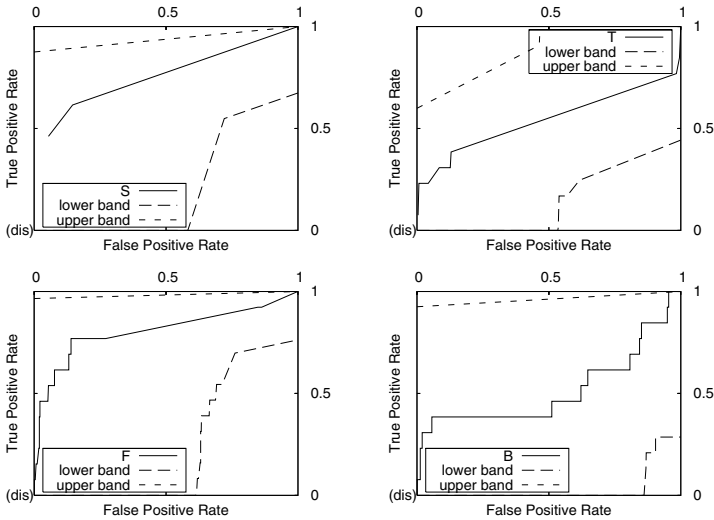 0 0.5 1
True Positive Rate
1
0.5
0
(dis)
S
lower band
upper band
False Positive Rate
0 0.5 1
True Positive Rate
1
0.5
0
(dis)
T
lower band
upper band
False Positive Rate
0 0.5 1
True Positive Rate
1
0.5
0
(dis)
F
lower band
upper band
False Positive Rate
0 0.5 1
True Positive Rate
1
0.5
0
(dis)
B
lower band
upper band
False Positive Rate